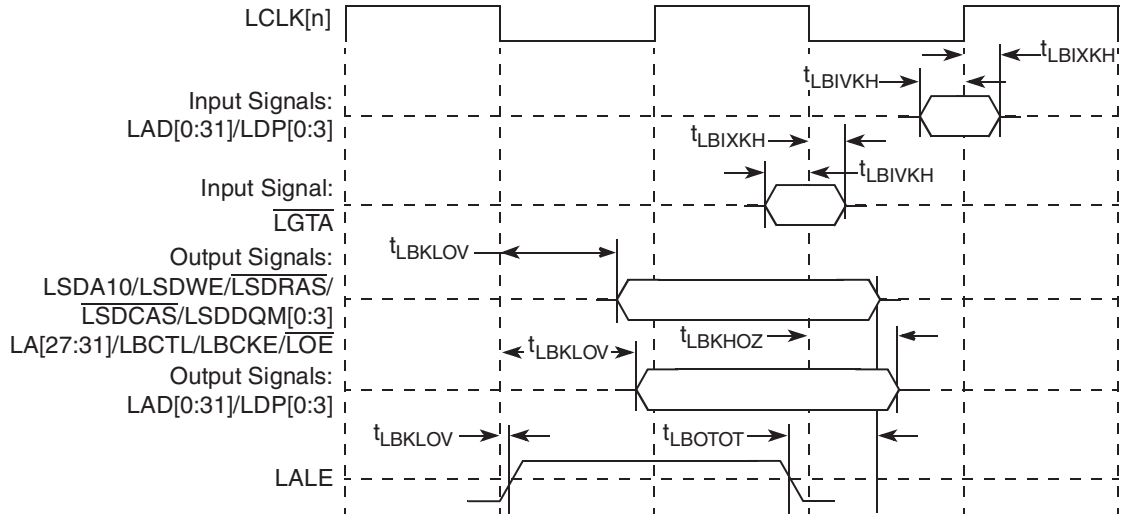 LCLK[n]
tLBIXKH
tLBIVKH
Input Signals:
LAD[0:31]/LDP[0:3]
tLBIXKH
tLBIVKH
Input Signal:
LGTA
tLBKLOV
Output Signals:
LSDA10/LSDWE/LSDRAS/
LSDCAS/LSDDQM[0:3]
LA[27:31]/LBCTL/LBCKE/LOE
tLBKHOZ
tLBKLOV
Output Signals:
LAD[0:31]/LDP[0:3]
tLBKLOV
tLBOTOT
LALE